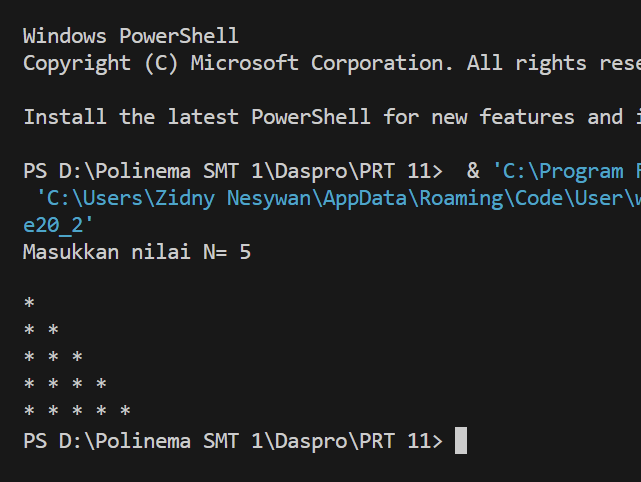 Windows PowerShell
Copyright (C) Microsoft Corporation. All rights rese
Install the latest PowerShell for new features and i
PS D:\Polinema SMT 1\Daspro\PRT 11>  & 'C:\Program F
 'C:\Users\Zidny Nesywan\AppData\Roaming\Code\User\w
e20_2'
Masukkan nilai N= 5
*
* *
* * *
* * * *
* * * * *
PS D:\Polinema SMT 1\Daspro\PRT 11>